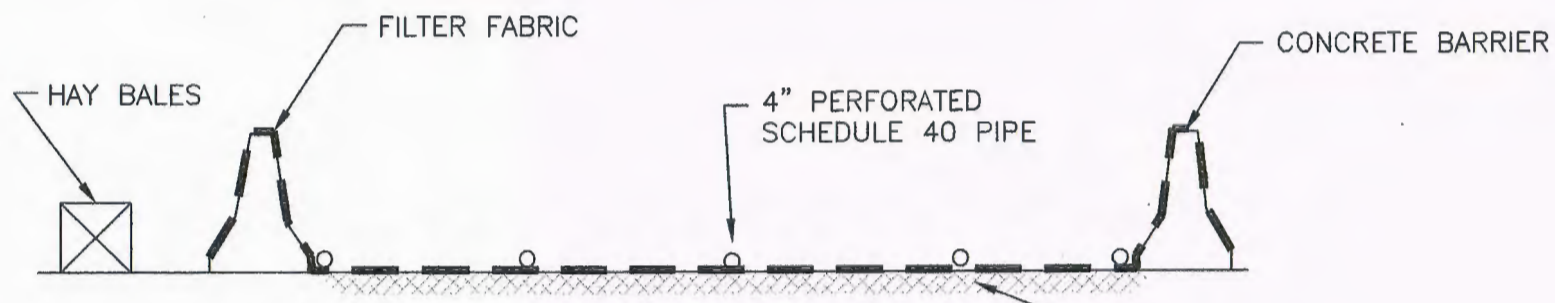 FILTER FABRIC
CONCRETE BARRIER
HAY BALES
4" PERFORATED
SCHEDULE 40 PIPE